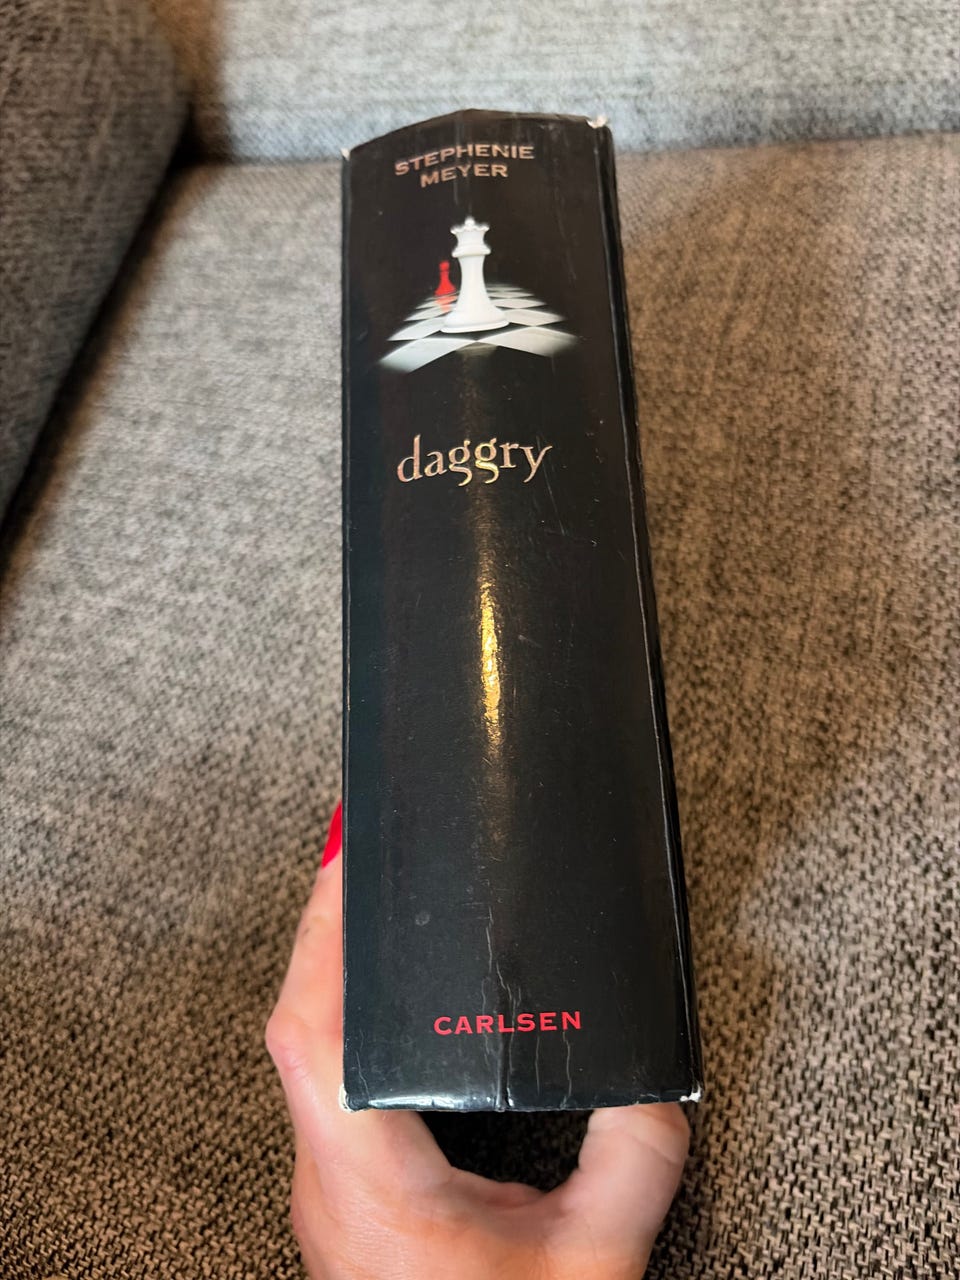 STEPHENIE
MEYER
daggry
CARLSEN